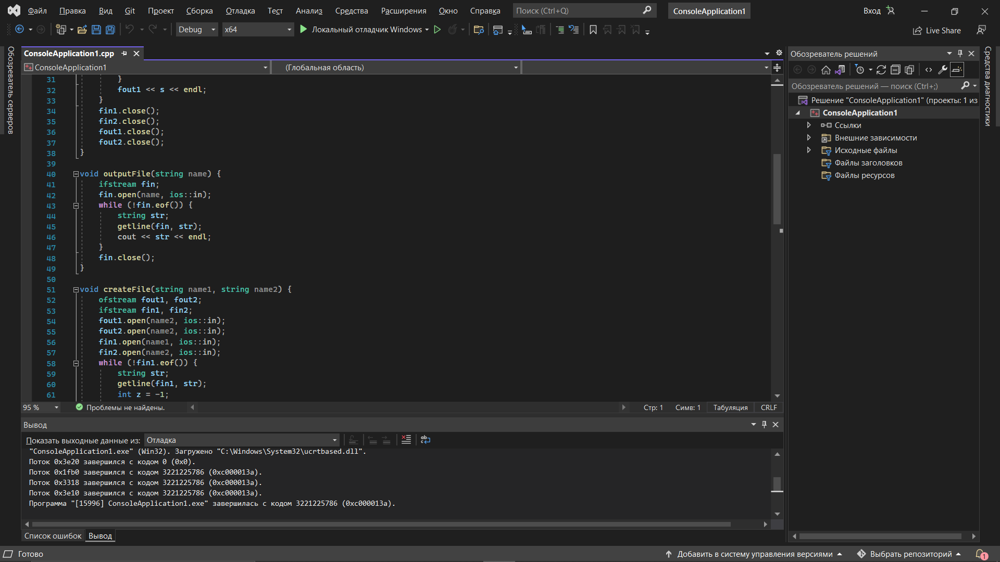 Файл Правка Вид Git Проект Сборка Отладка Тест Анализ Средства Расширения Окно Справка Поиск (Ctrl+Q) ConsoleApplication1 Вход
Debug x64 Локальный отладчик Windows Live Share
Обозреватель серверов
ConsoleApplication1.cpp
ConsoleApplication1 (Глобальная область)
31 }
32 fout1 << s << endl;
33 }
34 fin1.close();
35 fin2.close();
36 fout1.close();
37 fout2.close();
38 }
39
40 void outputFile(string name) {
41 ifstream fin;
42 fin.open(name, ios::in);
43 while (!fin.eof()) {
44 string str;
45 getline(fin, str);
46 cout << str << endl;
47 }
48 fin.close();
49 }
50
51 void createFile(string name1, string name2) {
52 ofstream fout1, fout2;
53 ifstream fin1, fin2;
54 fout1.open(name2, ios::in);
55 fout2.open(name2, ios::in);
56 fin1.open(name1, ios::in);
57 fin2.open(name2, ios::in);
58 while (!fin1.eof()) {
59 string str;
60 getline(fin1, str);
61 int z = -1;
95 % Проблемы не найдены. Стр: 1 Симв: 1 Табуляция CRLF
Вывод
Показать выходные данные из: Отладка
"ConsoleApplication1.exe" (Win32). Загружено "C:\Windows\System32\ucrtbased.dll".
Поток 0x3e20 завершился с кодом 0 (0x0).
Поток 0x1fb0 завершился с кодом 3221225786 (0xc000013a).
Поток 0x3318 завершился с кодом 3221225786 (0xc000013a).
Поток 0x3e10 завершился с кодом 3221225786 (0xc000013a).
Программа "[15996] ConsoleApplication1.exe" завершилась с кодом 3221225786 (0xc000013a).
Список ошибок Вывод
Обозреватель решений
Обозреватель решений — поиск (Ctrl+;)
Решение "ConsoleApplication1" (проекты: 1 из
ConsoleApplication1
Ссылки
Внешние зависимости
Исходные файлы
Файлы заголовков
Файлы ресурсов
Средства диагностики
Готово Добавить в систему управления версиями Выбрать репозиторий 1